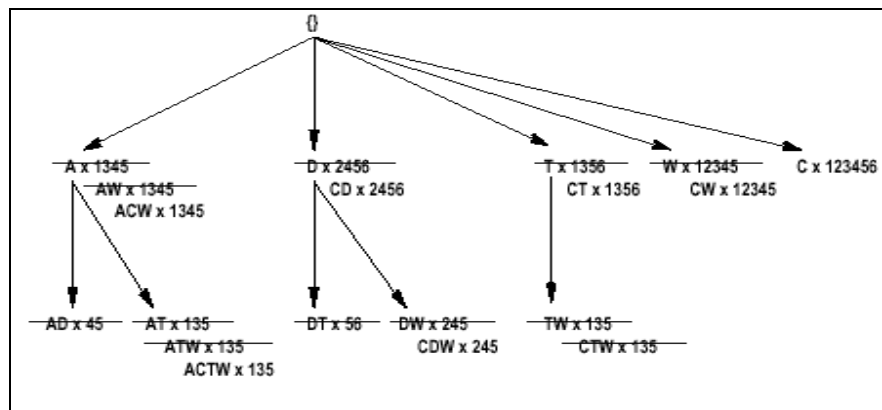 {}
A x 1345 D x 2456 T x 1356 W x 12345 C x 123456
AW x 1345 CD x 2456 CT x 1356 CW x 12345
ACW x 1345
AD x 45 AT x 135 DT x 56 DW x 245 TW x 135
ATW x 135 CDW x 245 CTW x 135
ACTW x 135